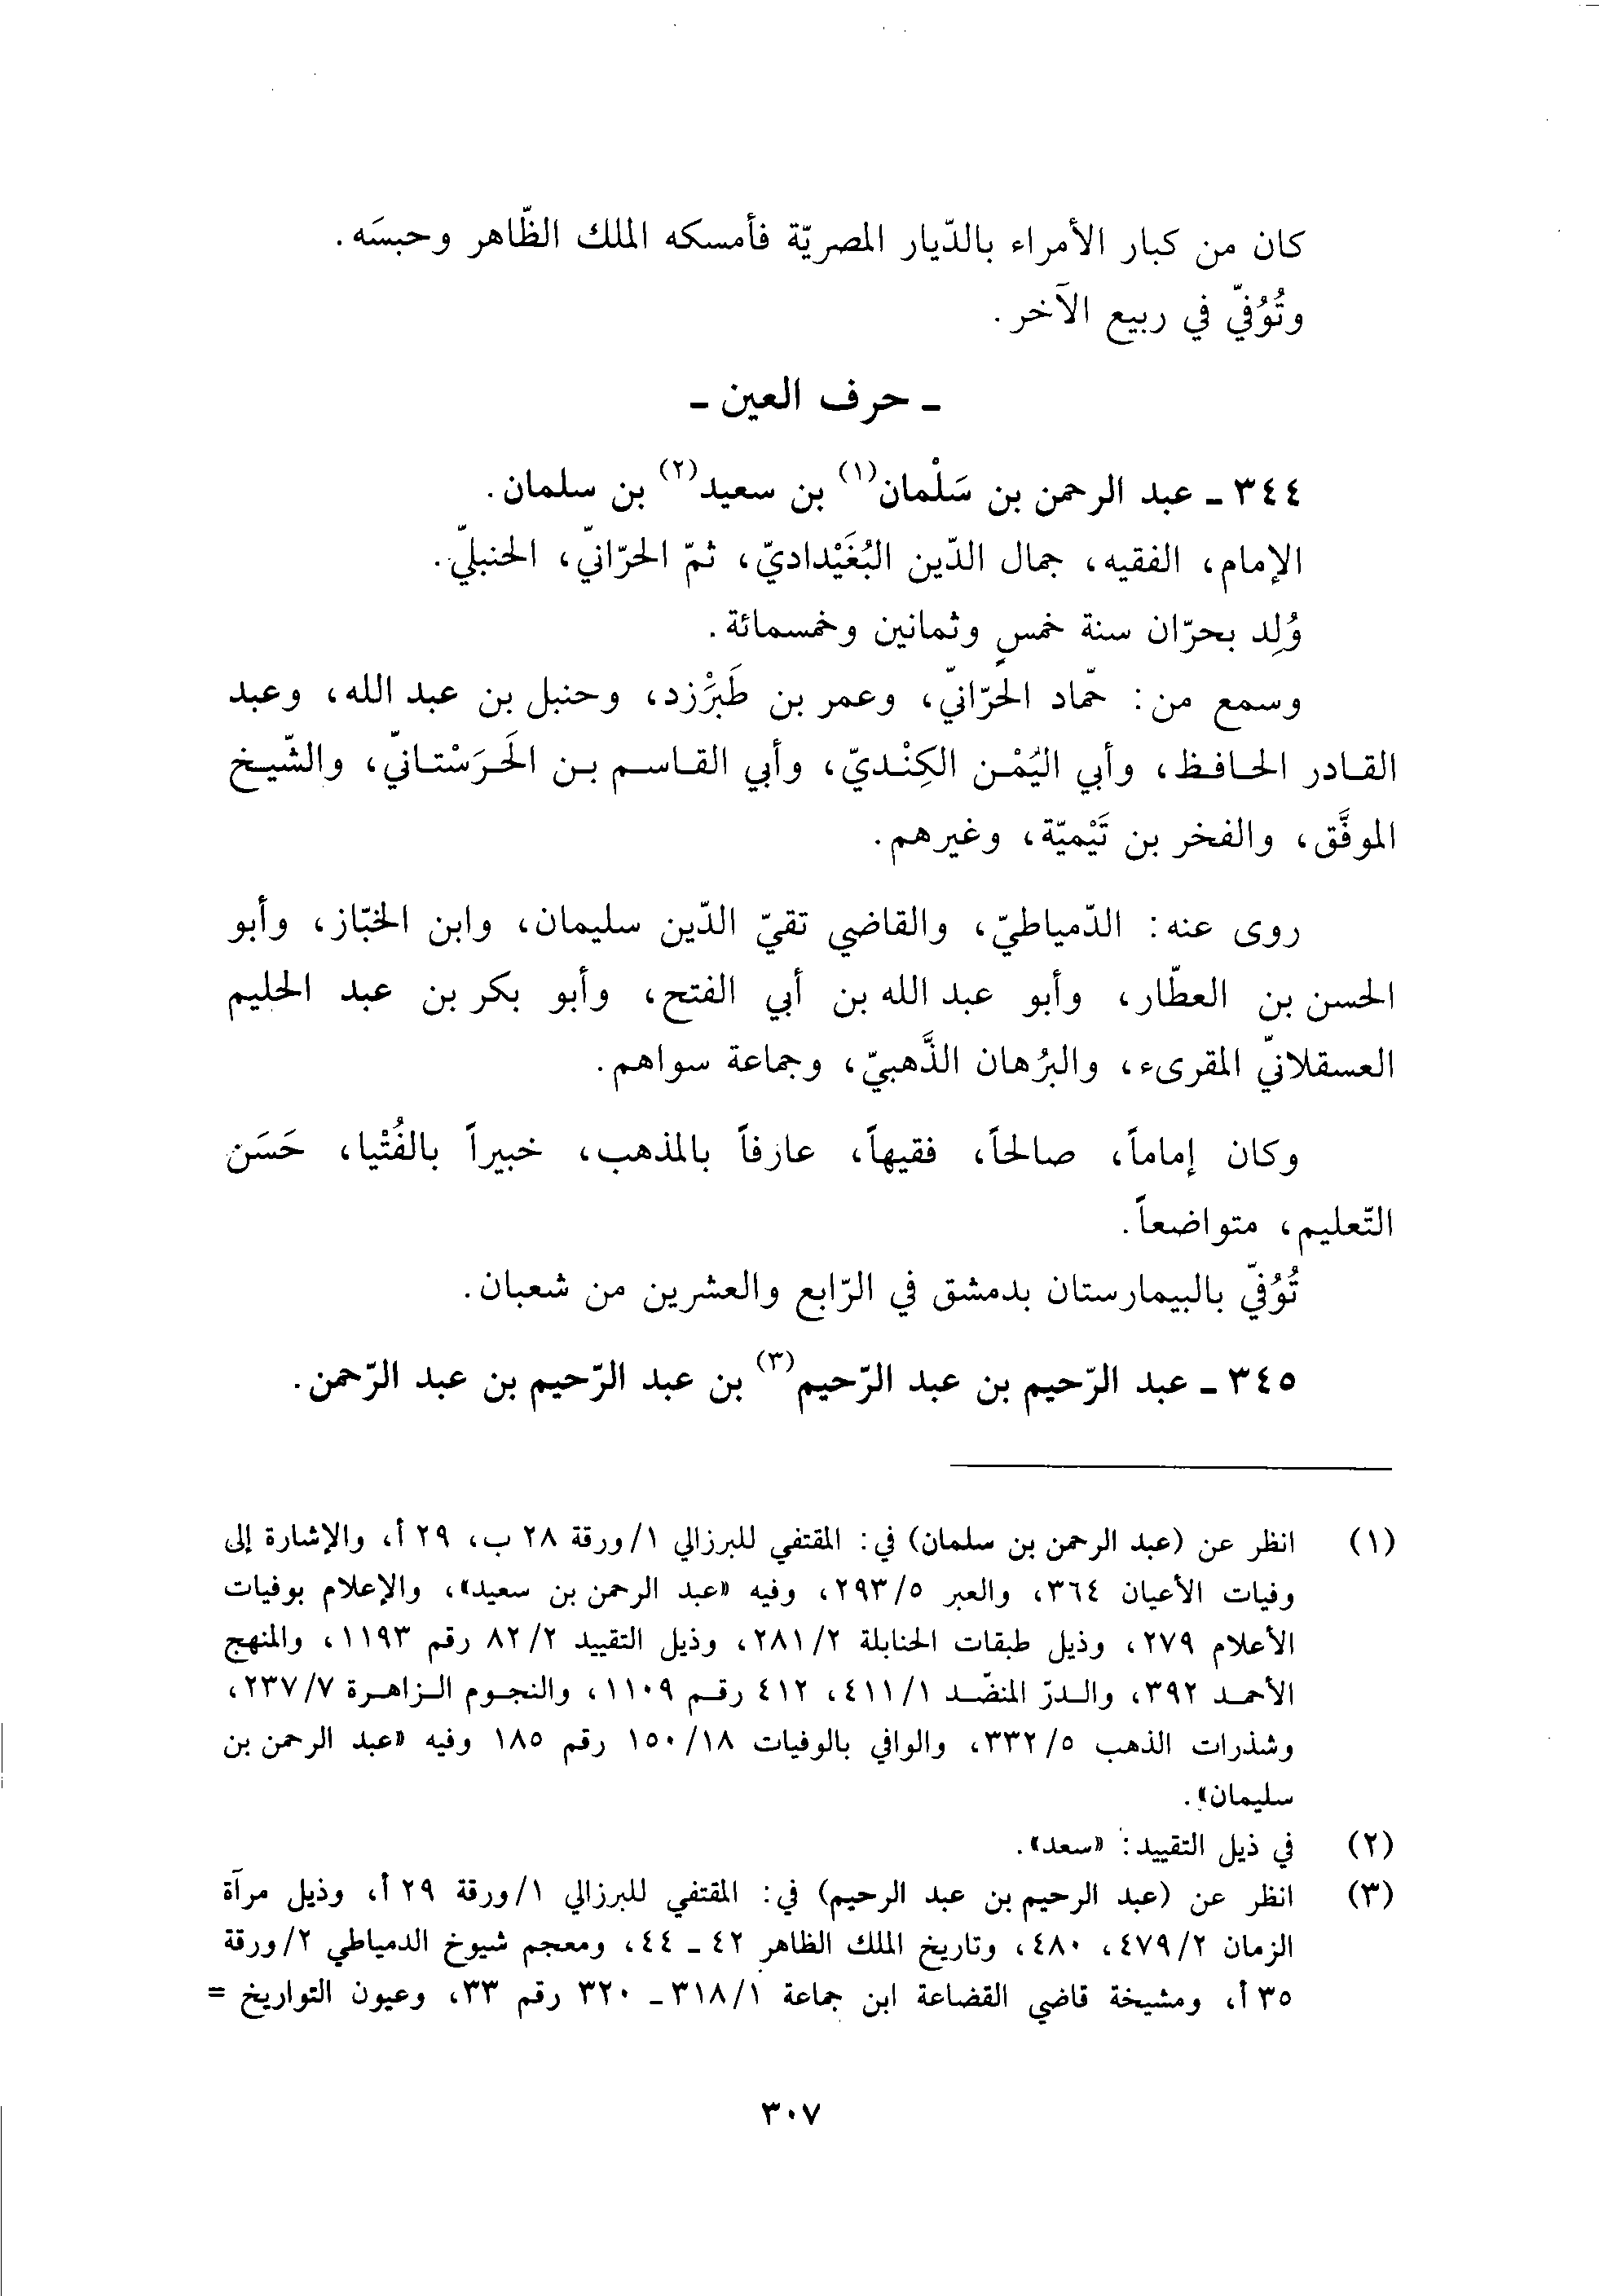 كان من كبار الأمراء بالدّيار المصريّة فأمسكه الملك الظّاهر وحبسَه.
وتُوُفّي في ربيع الآخر.
ـ حرف العين ـ
٣٤٤ ـ عبد الرحمن بن سَلْمان(١) بن سعيد(٢) بن سلمان.
الإمام، الفقيه، جمال الدّين البُغَيْداديّ، ثمّ الحرّانيّ، الحنبليّ.
وُلِد بحرّان سنة خمسٍ وثمانين وخمسمائة.
وسمع من: حمّاد الحَرّانيّ، وعمر بن طَبَرْزد، وحنبل بن عبد الله، وعبد
القادر الحافظ، وأبي اليُمْن الكِنْديّ، وأبي القاسم بن الحَرَسْتانيّ، والشّيخ
الموفَّق، والفخر بن تَيْميّة، وغيرهم.
روى عنه: الدّمياطيّ، والقاضي تقيّ الدّين سليمان، وابن الخبّاز، وأبو
الحسن بن العطّار، وأبو عبد الله بن أبي الفتح، وأبو بكر بن عبد الحليم
العسقلانيّ المقرىء، والبُرهان الذَّهبيّ، وجماعة سواهم.
وكان إماماً، صالحاً، فقيهاً، عارفاً بالمذهب، خبيراً بالفُتْيا، حَسَن
التّعليم، متواضعاً.
تُوُفّي بالبيمارستان بدمشق في الرّابع والعشرين من شعبان.
٣٤٥ ـ عبد الرّحيم بن عبد الرّحيم(٣) بن عبد الرّحيم بن عبد الرّحمن.
(١) انظر عن (عبد الرحمن بن سلمان) في: المقتفي للبرزالي ١/ورقة ٢٨ ب، ٢٩ أ، والإشارة إلى
وفيات الأعيان ٣٦٤، والعبر ٢٩٣/٥، وفيه «عبد الرحمن بن سعيد»، والإعلام بوفيات
الأعلام ٢٧٩، وذيل طبقات الحنابلة ٢٨١/٢، وذيل التقييد ٨٢/٢ رقم ١١٩٣، والمنهج
الأحمد ٣٩٢، والدرّ المنضّد ٤١١/١، ٤١٢ رقم ١١٠٩، والنجوم الزاهرة ٢٣٧/٧،
وشذرات الذهب ٣٣٢/٥، والوافي بالوفيات ١٥٠/١٨ رقم ١٨٥ وفيه «عبد الرحمن بن
سليمان».
(٢) في ذيل التقييد: «سعد».
(٣) انظر عن (عبد الرحيم بن عبد الرحيم) في: المقتفي للبرزالي ١/ورقة ٢٩ أ، وذيل مرآة
الزمان ٤٧٩/٢، ٤٨٠، وتاريخ الملك الظاهر ٤٢ ـ ٤٤، ومعجم شيوخ الدمياطي ٢/ورقة
٣٥ أ، ومشيخة قاضي القضاعة ابن جماعة ٣١٨/١ ـ ٣٢٠ رقم ٣٣، وعيون التواريخ =
٣٠٧